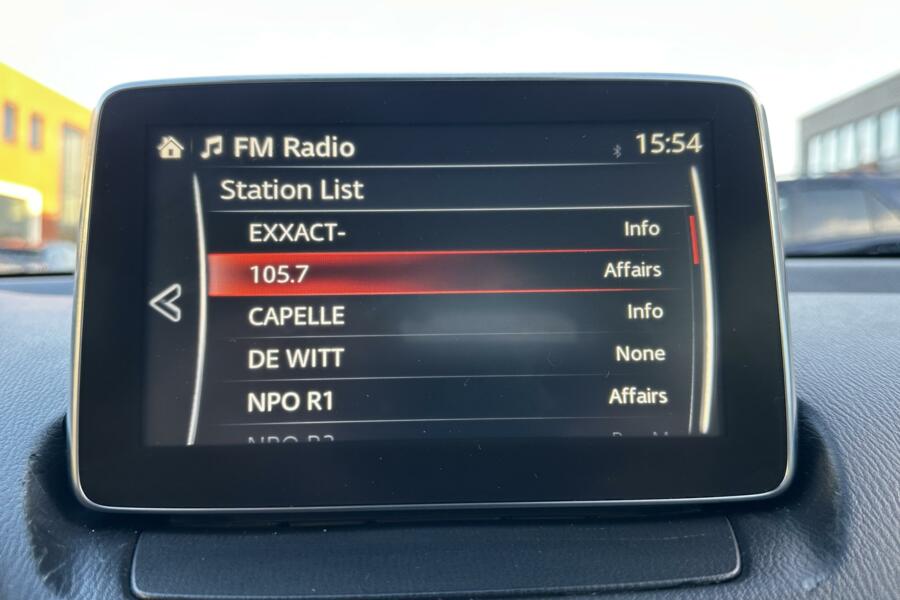 FM Radio 15:54
Station List
EXXACT- Info
105.7 Affairs
CAPELLE Info
DE WITT None
NPO R1 Affairs